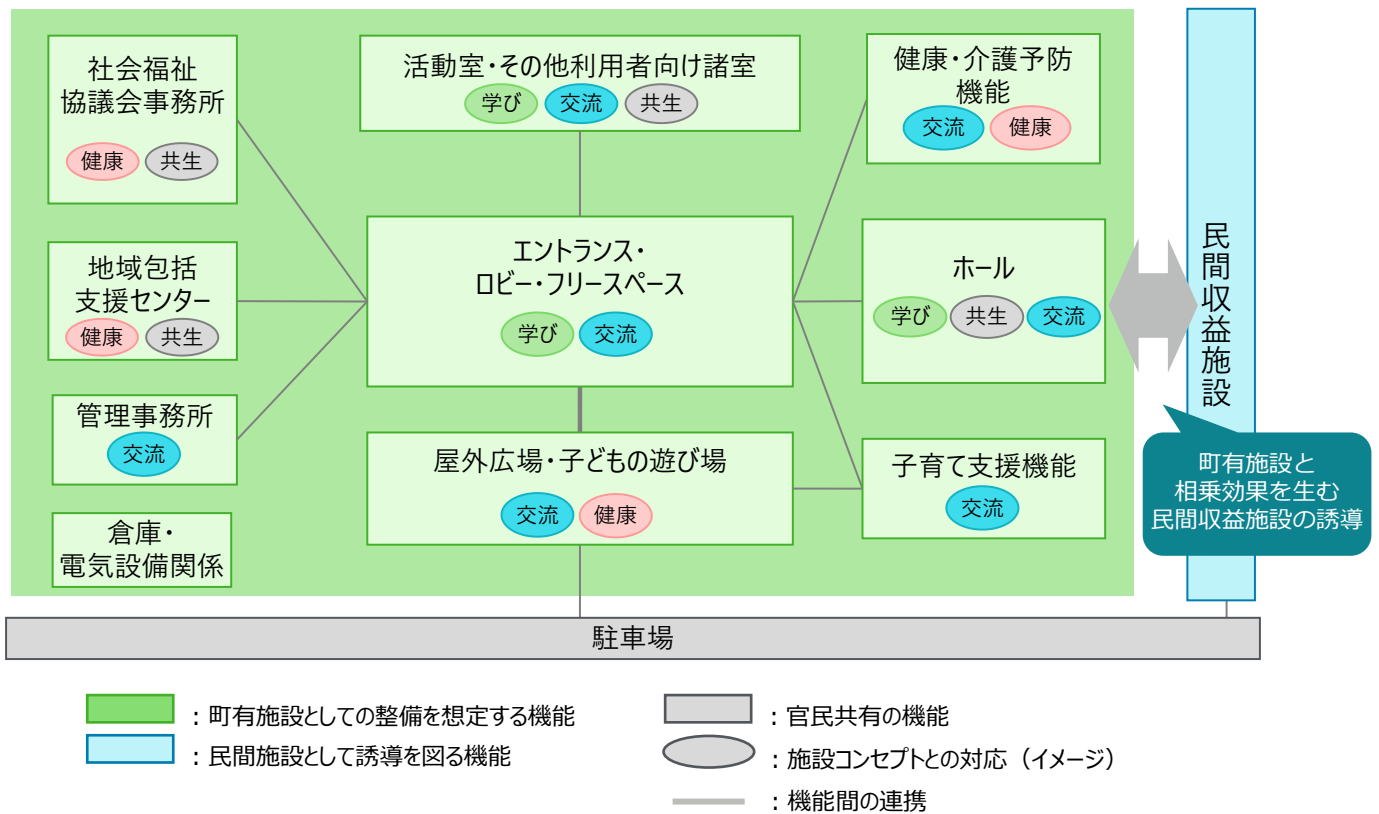 社会福祉
協議会事務所
健康 共生
活動室・その他利用者向け諸室
学び 交流 共生
健康・介護予防
機能
交流 健康
地域包括
支援センター
健康 共生
エントランス・
ロビー・フリースペース
学び 交流
ホール
学び 共生 交流
民間収益施設
管理事務所
交流
屋外広場・子どもの遊び場
交流 健康
子育て支援機能
交流
町有施設と
相乗効果を生む
民間収益施設の誘導
倉庫・
電気設備関係
駐車場
：町有施設としての整備を想定する機能
：民間施設として誘導を図る機能
：官民共有の機能
：施設コンセプトとの対応（イメージ）
：機能間の連携